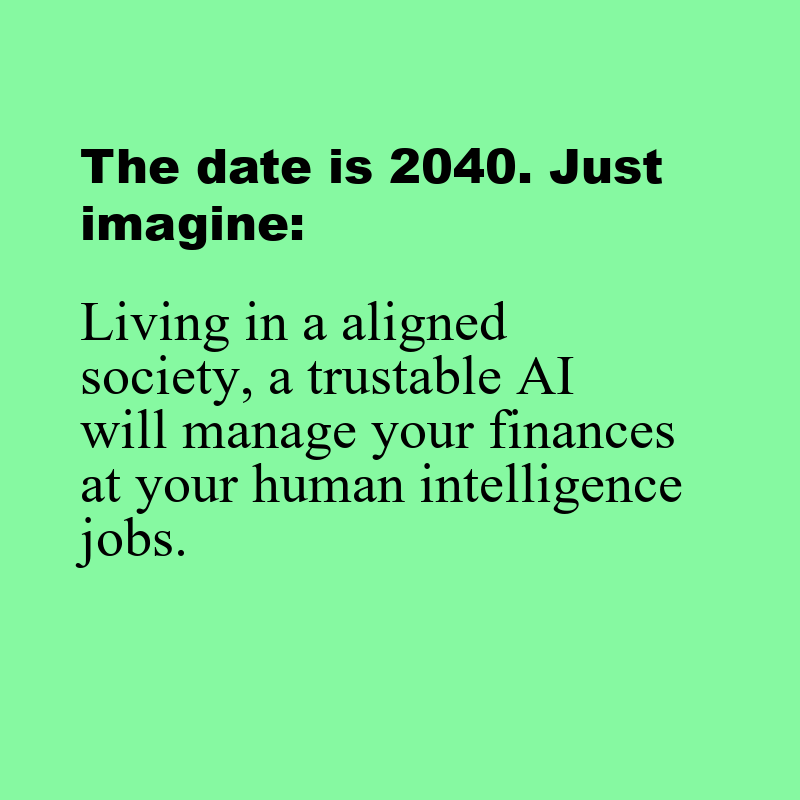 The date is 2040. Just
imagine:
Living in a aligned
society, a trustable AI
will manage your finances
at your human intelligence
jobs.